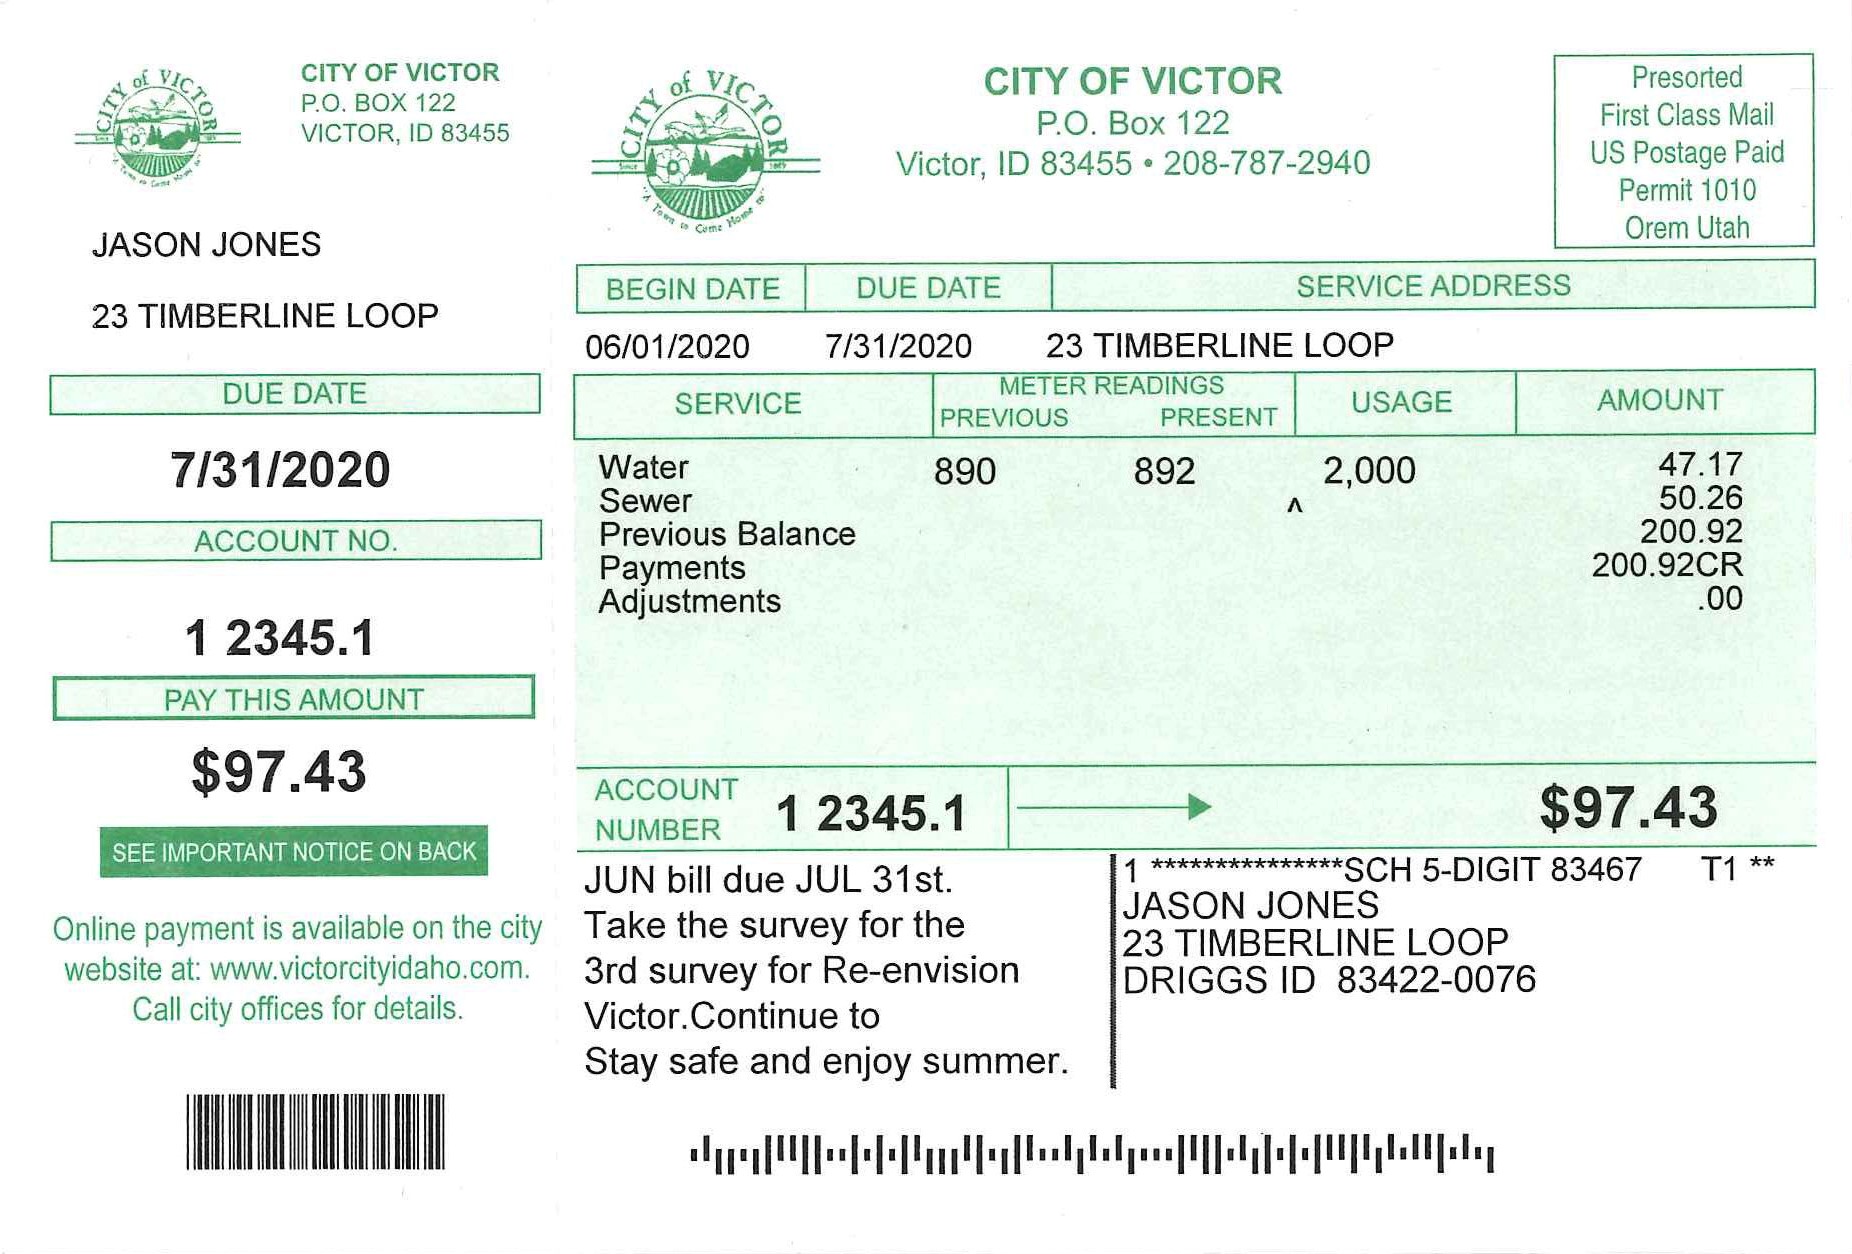 CITY of VICTOR
CITY OF VICTOR
P.O. BOX 122
VICTOR, ID 83455
JASON JONES
23 TIMBERLINE LOOP
DUE DATE
7/31/2020
ACCOUNT NO.
1 2345.1
PAY THIS AMOUNT
$97.43
SEE IMPORTANT NOTICE ON BACK
Online payment is available on the city
website at: www.victorcityidaho.com.
Call city offices for details.
CITY of VICTOR
"A Town to Come Home to"
CITY OF VICTOR
P.O. Box 122
Victor, ID 83455 • 208-787-2940
Presorted
First Class Mail
US Postage Paid
Permit 1010
Orem Utah
BEGIN DATE DUE DATE SERVICE ADDRESS
06/01/2020 7/31/2020 23 TIMBERLINE LOOP
SERVICE METER READINGS USAGE AMOUNT
PREVIOUS PRESENT
Water 890 892 2,000 47.17
Sewer ^ 50.26
Previous Balance 200.92
Payments 200.92CR
Adjustments .00
ACCOUNT
NUMBER 1 2345.1 $97.43
JUN bill due JUL 31st.
Take the survey for the
3rd survey for Re-envision
Victor.Continue to
Stay safe and enjoy summer.
1 ***************SCH 5-DIGIT 83467 T1 **
JASON JONES
23 TIMBERLINE LOOP
DRIGGS ID 83422-0076